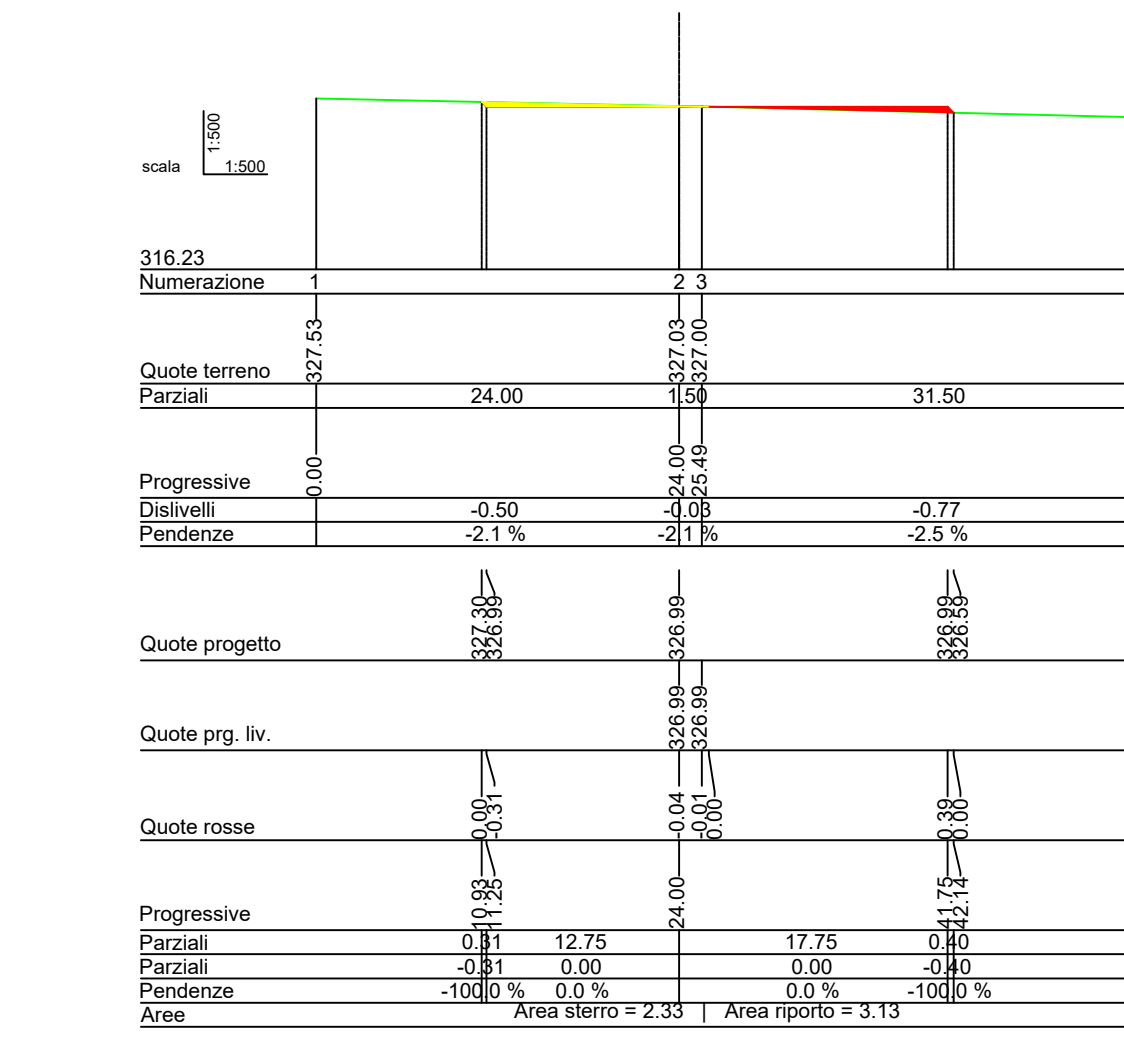 1:500
scala 1:500
316.23
Numerazione 1 2 3
Quote terreno 327.53 327.03 327.00
Parziali 24.00 1.50 31.50
Progressive 0.00 24.00 25.49
Dislivelli -0.50 -0.03 -0.77
Pendenze -2.1 % -2.1 % -2.5 %
Quote progetto 327.30 326.99 326.99 326.99 326.59
Quote prg. liv. 326.99 326.99
Quote rosse 0.00 -0.31 -0.04 -0.01 0.00 0.39 0.00
Progressive 10.93 11.25 24.00 41.75 42.14
Parziali 0.31 12.75 17.75 0.40
Parziali -0.31 0.00 0.00 -0.40
Pendenze -100.0 % 0.0 % 0.0 % -100.0 %
Aree Area sterro = 2.33 | Area riporto = 3.13